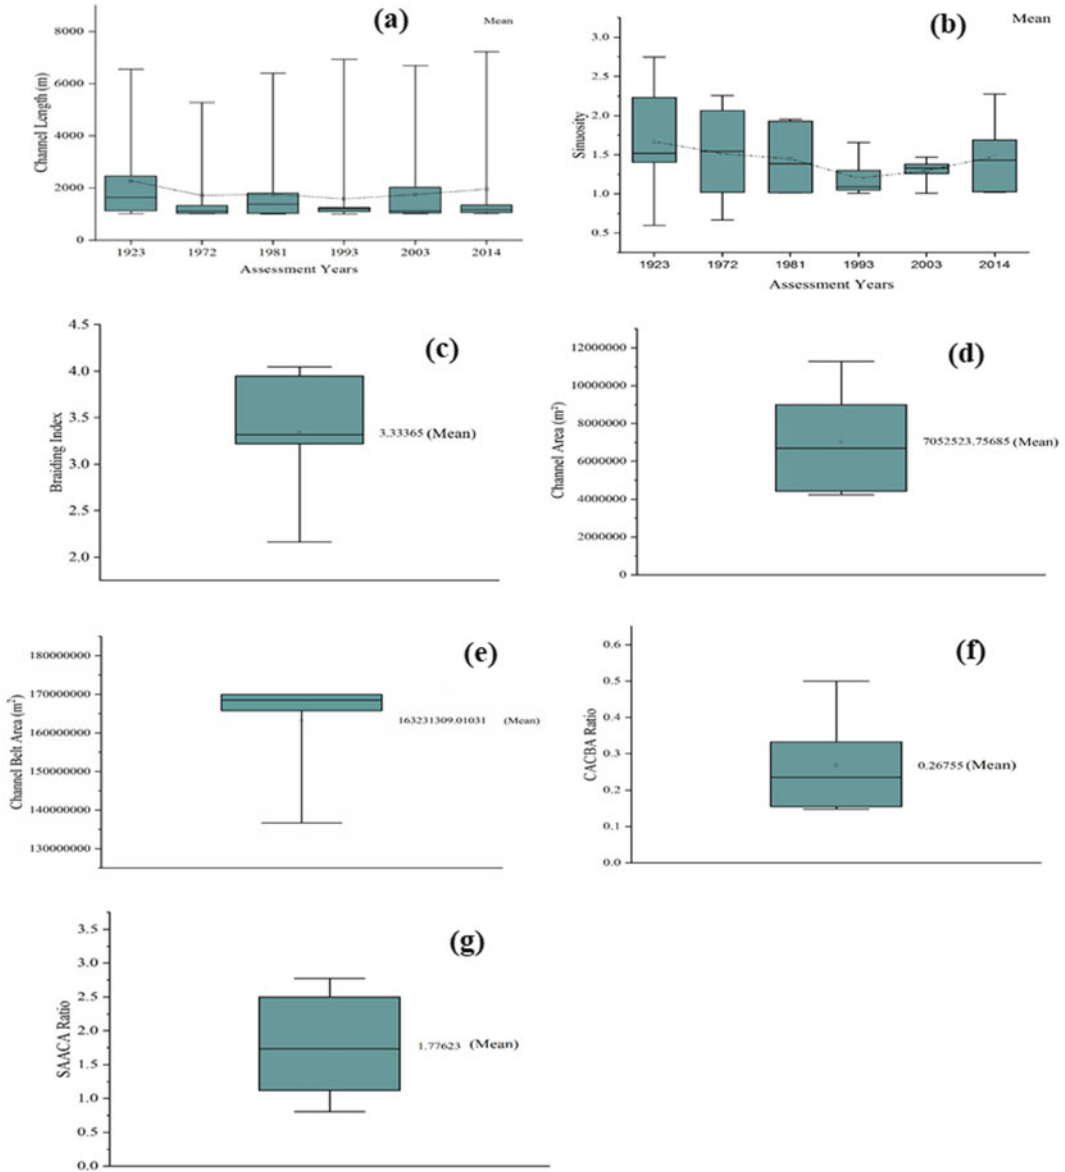 (a)
Mean
Channel Length (m)
8000
6000
4000
2000
0
1923 1972 1981 1993 2003 2014
Assessment Years
(b)
Mean
Sinuosity
3.0
2.5
2.0
1.5
1.0
0.5
1923 1972 1981 1993 2003 2014
Assessment Years
(c)
Braiding Index
4.5
4.0
3.5
3.0
2.5
2.0
3.33365 (Mean)
(d)
Channel Area (m²)
12000000
10000000
8000000
6000000
4000000
2000000
0
7052523.75685 (Mean)
(e)
Channel Belt Area (m²)
180000000
170000000
160000000
150000000
140000000
130000000
163231309.01031 (Mean)
(f)
CACBA Ratio
0.6
0.5
0.4
0.3
0.2
0.1
0.0
0.26755 (Mean)
(g)
SAACA Ratio
3.5
3.0
2.5
2.0
1.5
1.0
0.5
0.0
1.77623 (Mean)